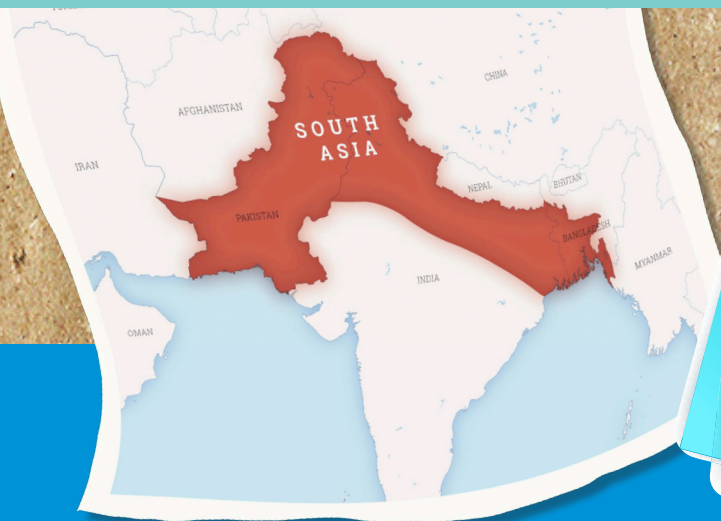 CHINA
AFGHANISTAN
SOUTH
ASIA
IRAN
NEPAL
BHUTAN
PAKISTAN
BANGLADESH
MYANMAR
INDIA
OMAN